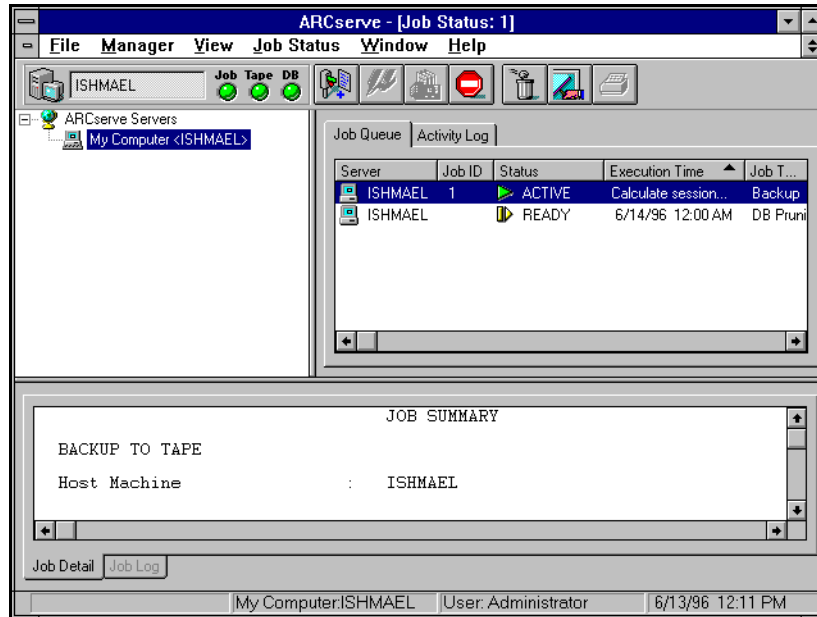 ARCserve - [Job Status: 1]
File Manager View Job Status Window Help
ISHMAEL Job Tape DB
ARCserve Servers
My Computer <ISHMAEL>
Job Queue Activity Log
Server Job ID Status Execution Time Job T...
ISHMAEL 1 ACTIVE Calculate session... Backup
ISHMAEL READY 6/14/96 12:00 AM DB Pruni
JOB SUMMARY
BACKUP TO TAPE
Host Machine : ISHMAEL
Job Detail Job Log
My Computer:ISHMAEL User: Administrator 6/13/96 12:11 PM